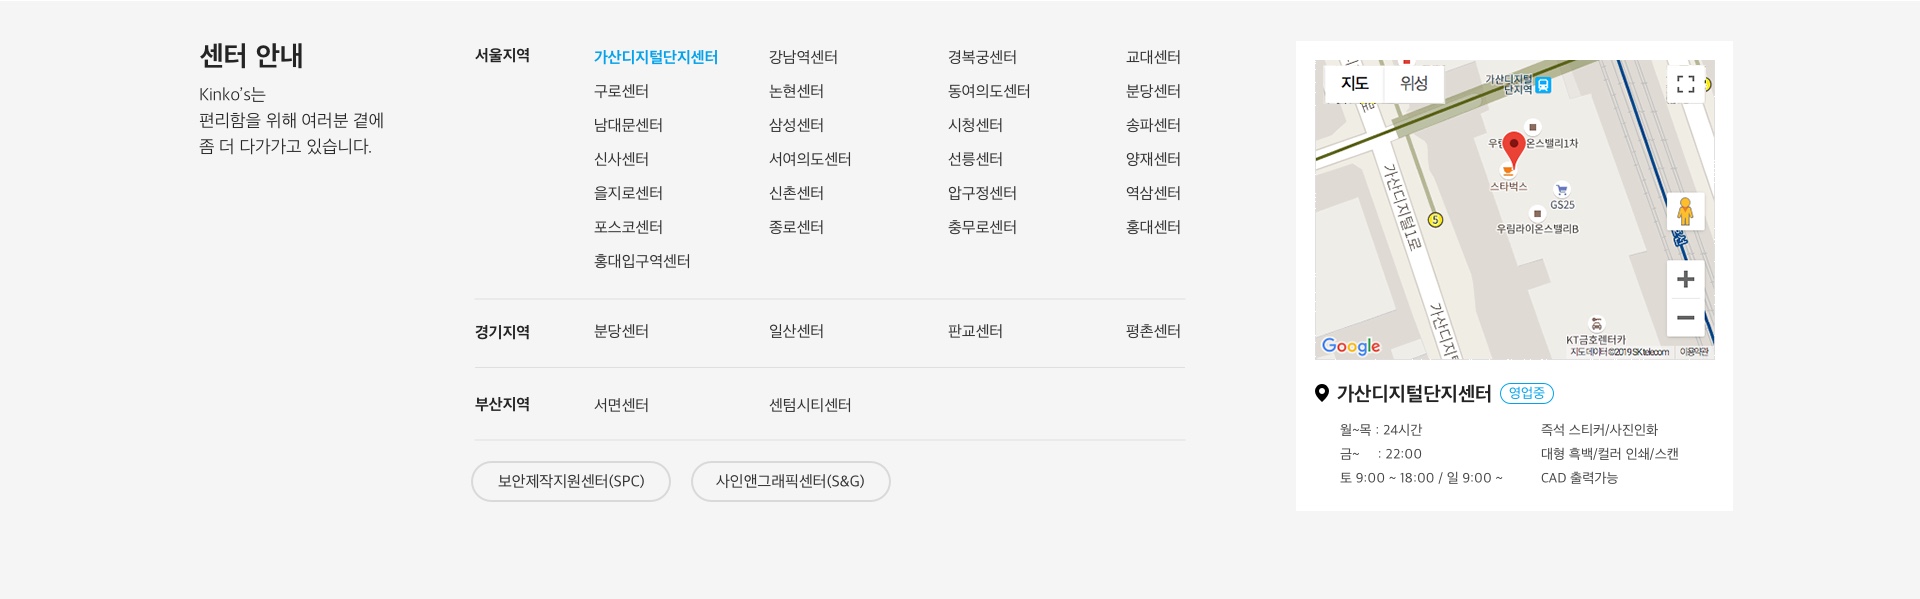 센터 안내
Kinko's는
편리함을 위해 여러분 곁에
좀 더 다가가고 있습니다.
서울지역
가산디지털단지센터 강남역센터 경복궁센터 교대센터
구로센터 논현센터 동여의도센터 분당센터
남대문센터 삼성센터 시청센터 송파센터
신사센터 서여의도센터 선릉센터 양재센터
을지로센터 신촌센터 압구정센터 역삼센터
포스코센터 종로센터 충무로센터 홍대센터
홍대입구역센터
경기지역 분당센터 일산센터 판교센터 평촌센터
부산지역 서면센터 센텀시티센터
보안제작지원센터(SPC) 사인앤그래픽센터(S&G)
지도 위성
가산디지털
단지역
우림라이온스밸리1차
스타벅스
GS25
우림라이온스밸리B
5
가산디지털1로
가산디지
KT금호렌터카
Google
지도 데이터 ©2019 SK telecom 이용약관
가산디지털단지센터 영업중
월~목 : 24시간
금~ : 22:00
토 9:00 ~ 18:00 / 일 9:00 ~
즉석 스티커/사진인화
대형 흑백/컬러 인쇄/스캔
CAD 출력가능